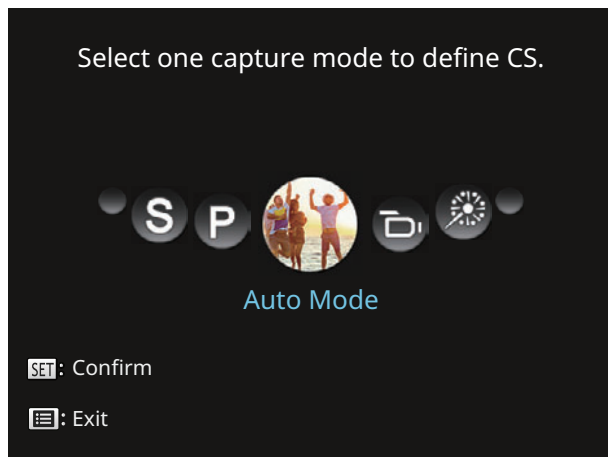 Select one capture mode to define CS.
S P
Auto Mode
SET: Confirm
: Exit